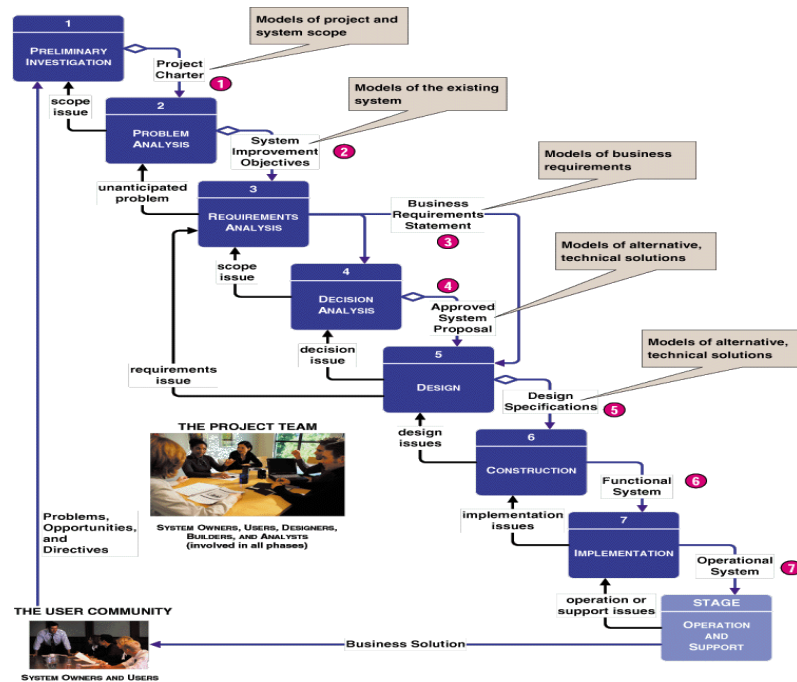 1
PRELIMINARY
INVESTIGATION
Models of project and
system scope
Project
Charter
1
scope
issue
2
PROBLEM
ANALYSIS
Models of the existing
system
System
Improvement
Objectives
2
unanticipated
problem
3
REQUIREMENTS
ANALYSIS
Models of business
requirements
Business
Requirements
Statement
3
scope
issue
4
DECISION
ANALYSIS
4
Models of alternative,
technical solutions
Approved
System
Proposal
requirements
issue
decision
issue
5
DESIGN
Models of alternative,
technical solutions
Design
Specifications
5
THE PROJECT TEAM
SYSTEM OWNERS, USERS, DESIGNERS,
BUILDERS, AND ANALYSTS
(involved in all phases)
design
issues
6
CONSTRUCTION
Functional
System
6
Problems,
Opportunities,
and
Directives
implementation
issues
7
IMPLEMENTATION
Operational
System
7
operation or
support issues
STAGE
OPERATION
AND
SUPPORT
THE USER COMMUNITY
SYSTEM OWNERS AND USERS
Business Solution